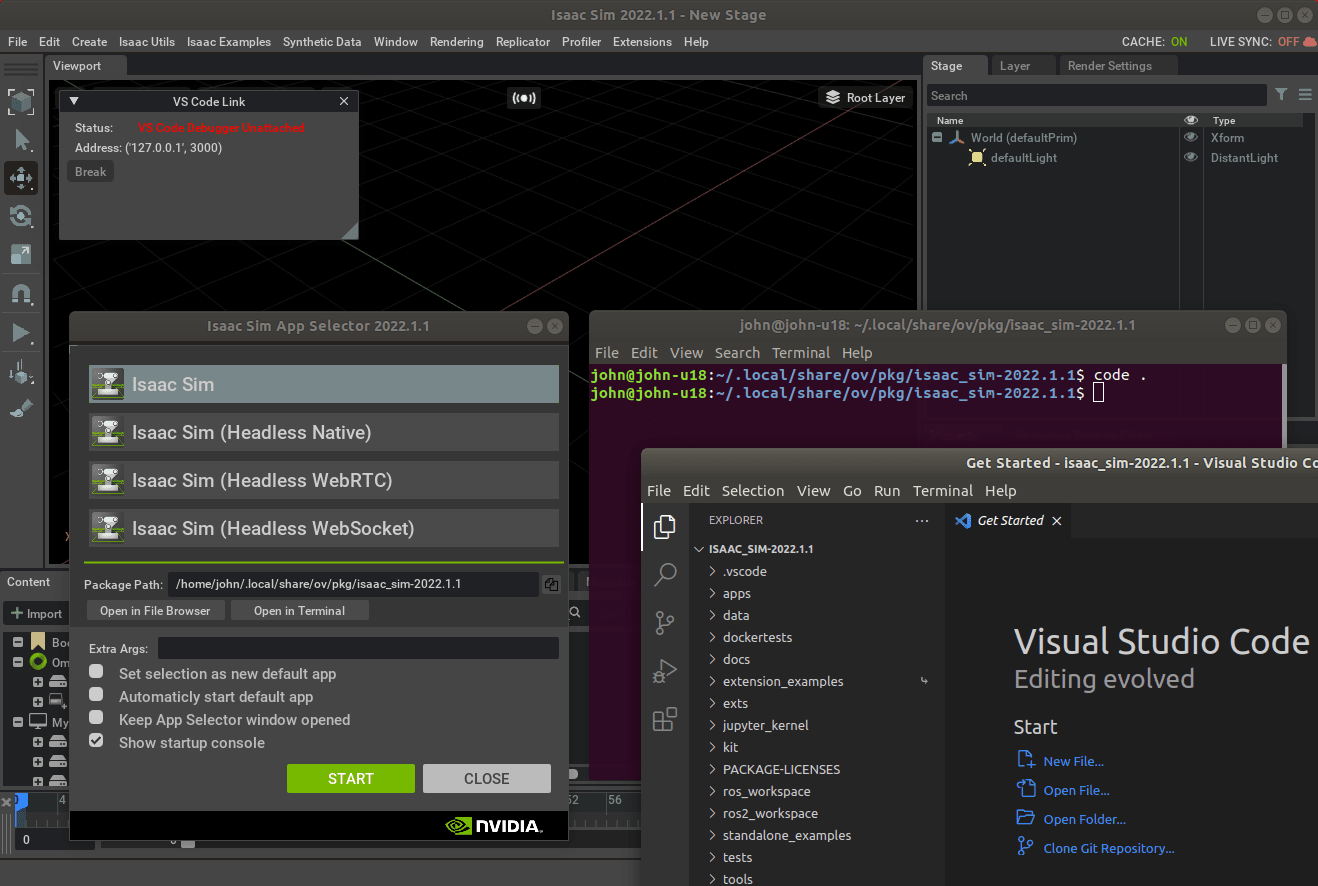 Isaac Sim 2022.1.1 - New Stage
File Edit Create Isaac Utils Isaac Examples Synthetic Data Window Rendering Replicator Profiler Extensions Help
CACHE: ON LIVE SYNC: OFF
Viewport
VS Code Link
Status: VS Code Debugger Unattached
Address: ('127.0.0.1', 3000)
Break
Root Layer
Stage Layer Render Settings
Search
Name Type
World (defaultPrim) Xform
defaultLight DistantLight
Isaac Sim App Selector 2022.1.1
Isaac Sim
Isaac Sim (Headless Native)
Isaac Sim (Headless WebRTC)
Isaac Sim (Headless WebSocket)
Package Path: /home/john/.local/share/ov/pkg/isaac_sim-2022.1.1
Open in File Browser Open in Terminal
Extra Args:
Set selection as new default app
Automaticly start default app
Keep App Selector window opened
Show startup console
START CLOSE
NVIDIA.
Content
Import
Boo
Om
My
0 4
52 56
0
0
john@john-u18: ~/.local/share/ov/pkg/isaac_sim-2022.1.1
File Edit View Search Terminal Help
john@john-u18:~/.local/share/ov/pkg/isaac_sim-2022.1.1$ code .
john@john-u18:~/.local/share/ov/pkg/isaac_sim-2022.1.1$
Get Started - isaac_sim-2022.1.1 - Visual Studio Co
File Edit Selection View Go Run Terminal Help
EXPLORER
Get Started
ISAAC_SIM-2022.1.1
.vscode
apps
data
dockertests
docs
extension_examples
exts
jupyter_kernel
kit
PACKAGE-LICENSES
ros_workspace
ros2_workspace
standalone_examples
tests
tools
Visual Studio Code
Editing evolved
Start
New File...
Open File...
Open Folder...
Clone Git Repository...